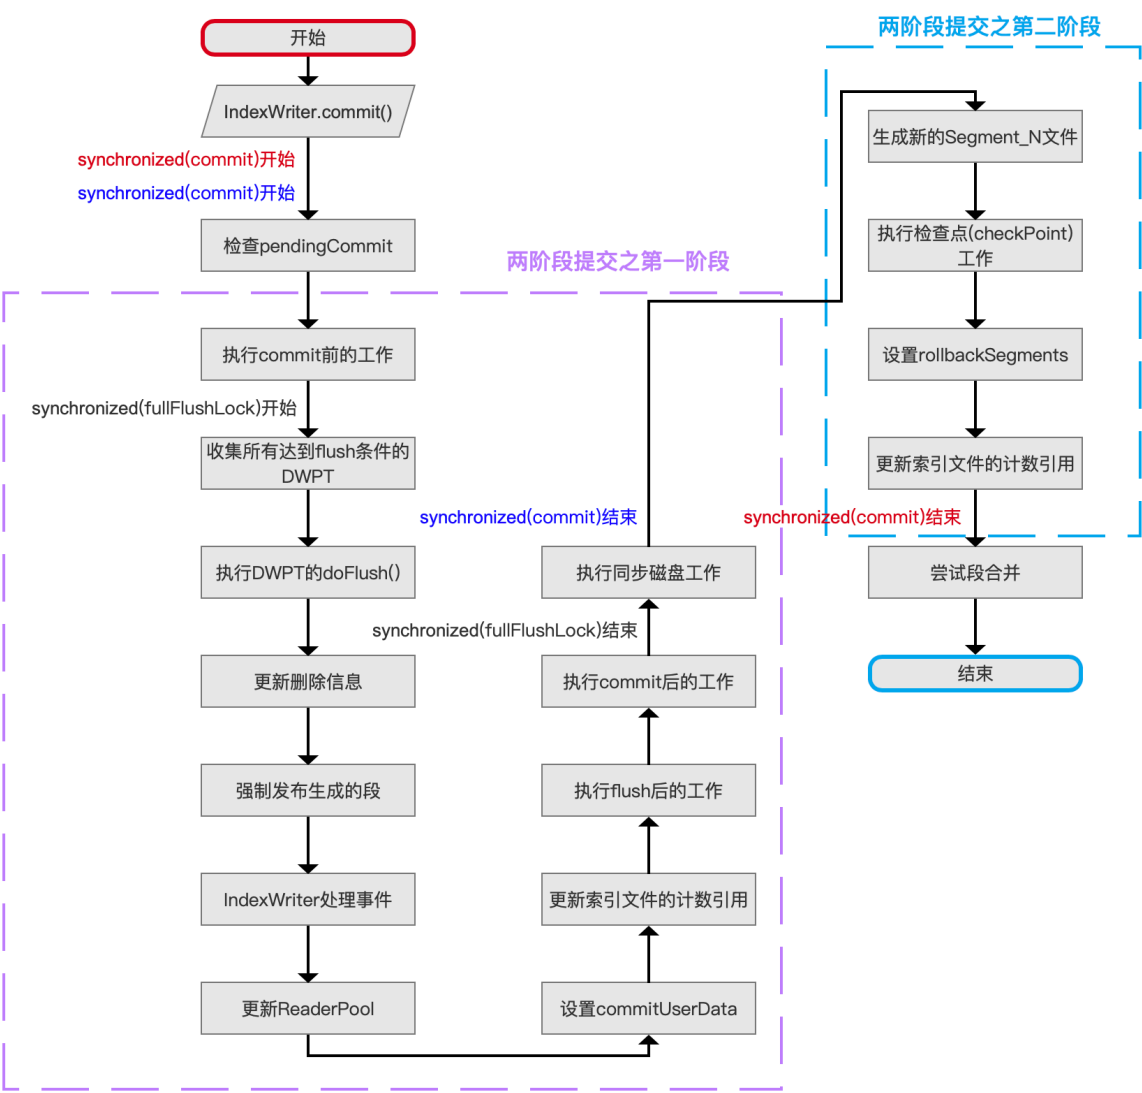 开始
IndexWriter.commit()
synchronized(commit)开始
synchronized(commit)开始
检查pendingCommit
两阶段提交之第一阶段
执行commit前的工作
synchronized(fullFlushLock)开始
收集所有达到flush条件的
DWPT
执行DWPT的doFlush()
更新删除信息
强制发布生成的段
IndexWriter处理事件
更新ReaderPool
设置commitUserData
更新索引文件的计数引用
执行flush后的工作
执行commit后的工作
synchronized(fullFlushLock)结束
执行同步磁盘工作
synchronized(commit)结束
两阶段提交之第二阶段
生成新的Segment_N文件
执行检查点(checkPoint)
工作
设置rollbackSegments
更新索引文件的计数引用
synchronized(commit)结束
尝试段合并
结束